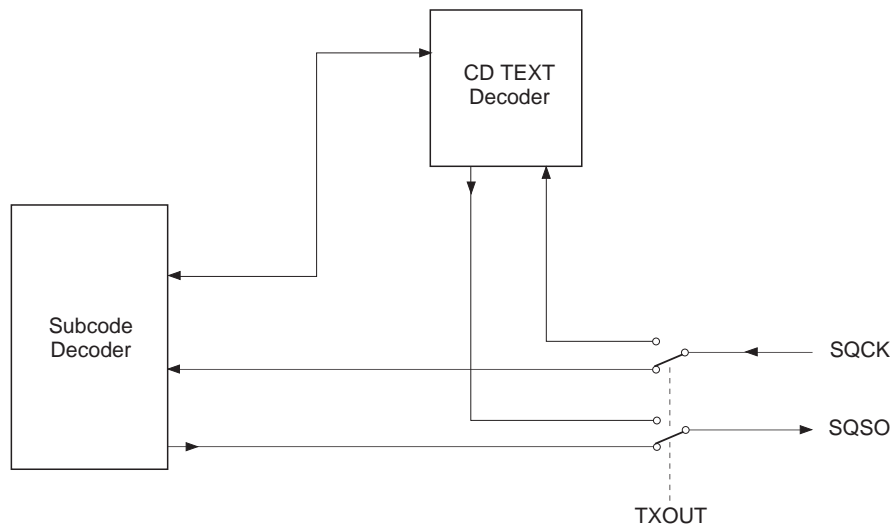 CD TEXT
Decoder
Subcode
Decoder
SQCK
SQSO
TXOUT